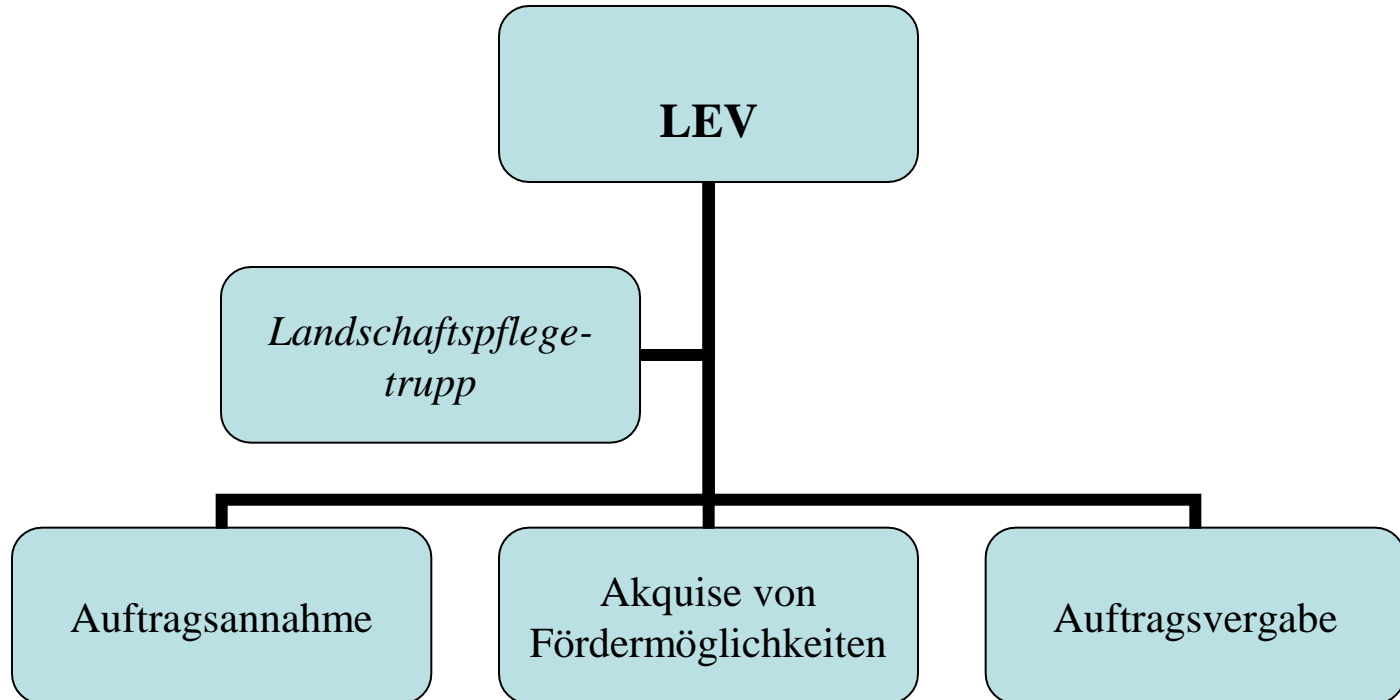 LEV
Landschaftspflege-
trupp
Auftragsannahme
Akquise von
Fördermöglichkeiten
Auftragsvergabe